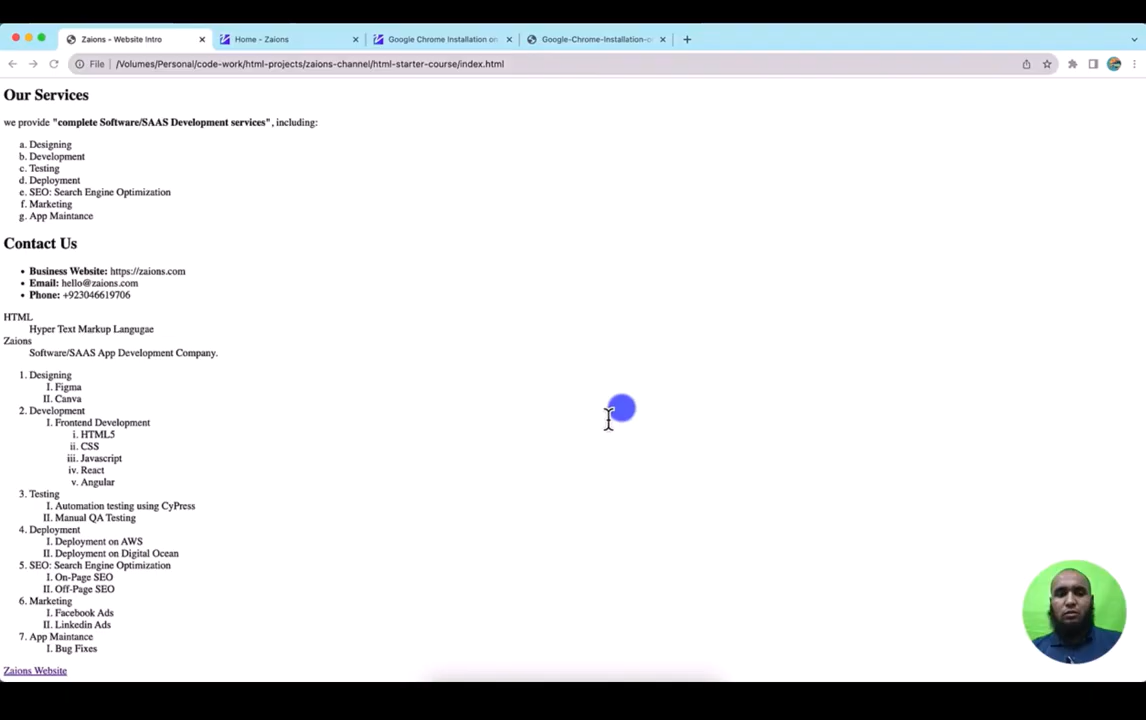 Zaions - Website Intro
Home - Zaions
Google Chrome Installation on
Google-Chrome-Installation-o
File
/Volumes/Personal/code-work/html-projects/zaions-channel/html-starter-course/index.html
Our Services
we provide "complete Software/SAAS Development services", including:
a. Designing
b. Development
c. Testing
d. Deployment
e. SEO: Search Engine Optimization
f. Marketing
g. App Maintance
Contact Us
• Business Website: https://zaions.com
• Email: hello@zaions.com
• Phone: +923046619706
HTML
Hyper Text Markup Langugae
Zaions
Software/SAAS App Development Company.
1. Designing
I. Figma
II. Canva
2. Development
I. Frontend Development
i. HTML5
ii. CSS
iii. Javascript
iv. React
v. Angular
3. Testing
I. Automation testing using CyPress
II. Manual QA Testing
4. Deployment
I. Deployment on AWS
II. Deployment on Digital Ocean
5. SEO: Search Engine Optimization
I. On-Page SEO
II. Off-Page SEO
6. Marketing
I. Facebook Ads
II. Linkedin Ads
7. App Maintance
I. Bug Fixes
Zaions Website